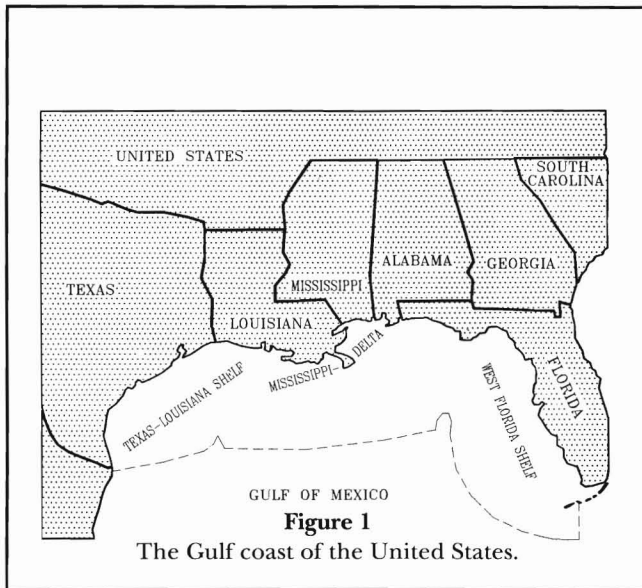 UNITED STATES
SOUTH
CAROLINA
ALABAMA
GEORGIA
MISSISSIPPI
TEXAS
LOUISIANA
FLORIDA
TEXAS-LOUISIANA SHELF
MISSISSIPPI- DELTA
WEST FLORIDA SHELF
GULF OF MEXICO
Figure 1
The Gulf coast of the United States.